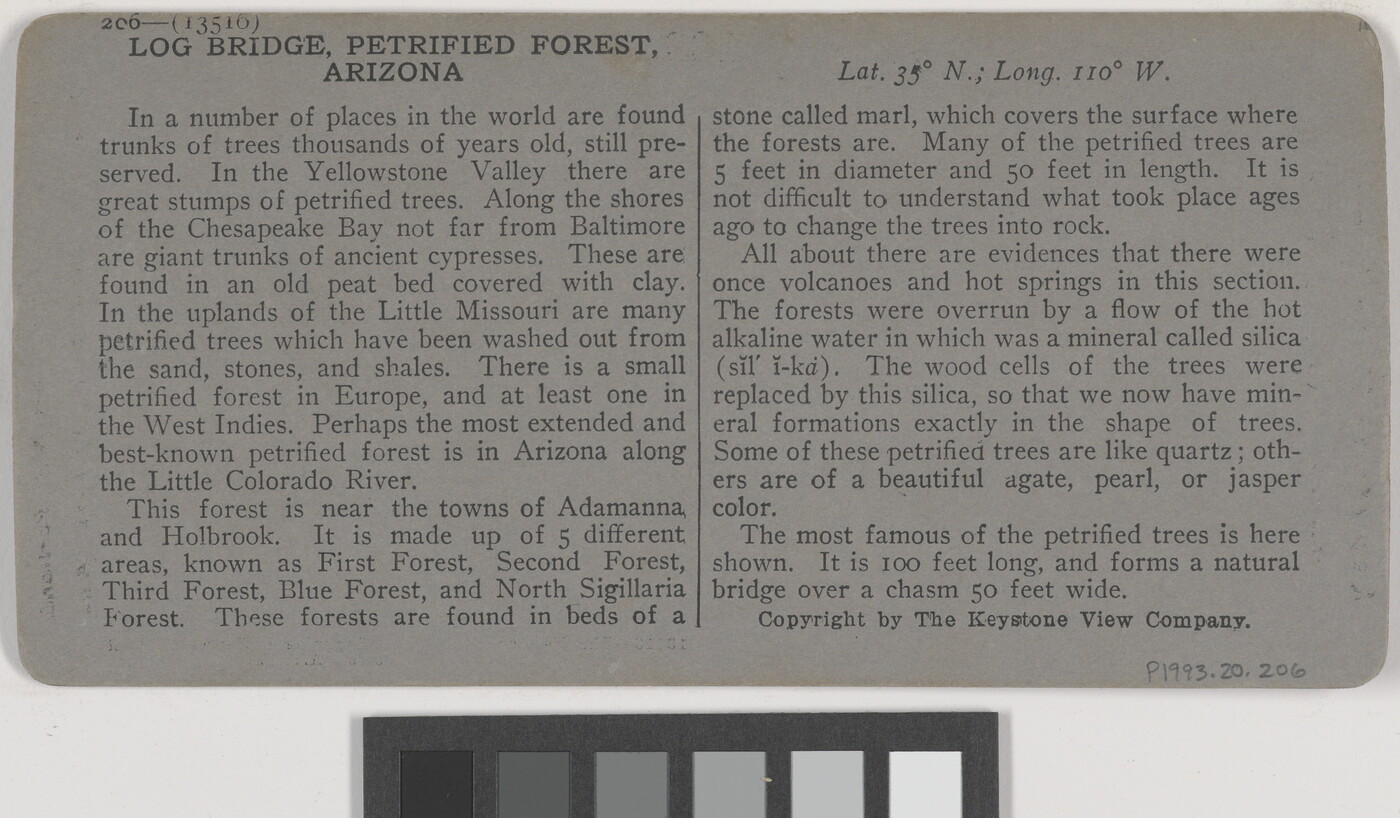 206—(13516)
LOG BRIDGE, PETRIFIED FOREST,
ARIZONA
In a number of places in the world are found
trunks of trees thousands of years old, still pre-
served. In the Yellowstone Valley there are
great stumps of petrified trees. Along the shores
of the Chesapeake Bay not far from Baltimore
are giant trunks of ancient cypresses. These are
found in an old peat bed covered with clay.
In the uplands of the Little Missouri are many
petrified trees which have been washed out from
the sand, stones, and shales. There is a small
petrified forest in Europe, and at least one in
the West Indies. Perhaps the most extended and
best-known petrified forest is in Arizona along
the Little Colorado River.
This forest is near the towns of Adamanna,
and Holbrook. It is made up of 5 different
areas, known as First Forest, Second Forest,
Third Forest, Blue Forest, and North Sigillaria
Forest. These forests are found in beds of a
Lat. 35° N.; Long. 110° W.
stone called marl, which covers the surface where
the forests are. Many of the petrified trees are
5 feet in diameter and 50 feet in length. It is
not difficult to understand what took place ages
ago to change the trees into rock.
All about there are evidences that there were
once volcanoes and hot springs in this section.
The forests were overrun by a flow of the hot
alkaline water in which was a mineral called silica
(sĭl′ ĭ-kȧ). The wood cells of the trees were
replaced by this silica, so that we now have min-
eral formations exactly in the shape of trees.
Some of these petrified trees are like quartz; oth-
ers are of a beautiful agate, pearl, or jasper
color.
The most famous of the petrified trees is here
shown. It is 100 feet long, and forms a natural
bridge over a chasm 50 feet wide.
Copyright by The Keystone View Company.
P1993.20.206